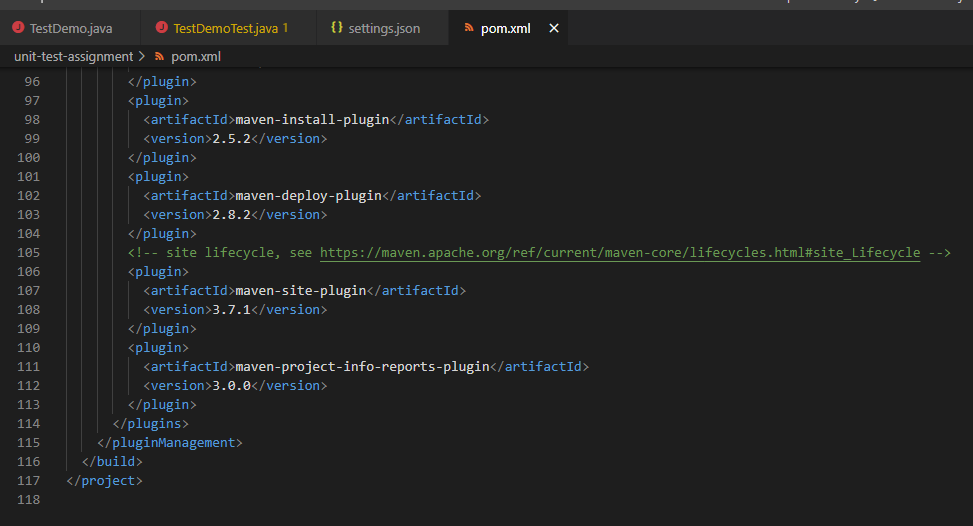 TestDemo.java
TestDemoTest.java 1
{} settings.json
pom.xml ×
unit-test-assignment > pom.xml
96 </plugin>
97 <plugin>
98 <artifactId>maven-install-plugin</artifactId>
99 <version>2.5.2</version>
100 </plugin>
101 <plugin>
102 <artifactId>maven-deploy-plugin</artifactId>
103 <version>2.8.2</version>
104 </plugin>
105 <!-- site lifecycle, see https://maven.apache.org/ref/current/maven-core/lifecycles.html#site_Lifecycle -->
106 <plugin>
107 <artifactId>maven-site-plugin</artifactId>
108 <version>3.7.1</version>
109 </plugin>
110 <plugin>
111 <artifactId>maven-project-info-reports-plugin</artifactId>
112 <version>3.0.0</version>
113 </plugin>
114 </plugins>
115 </pluginManagement>
116 </build>
117 </project>
118